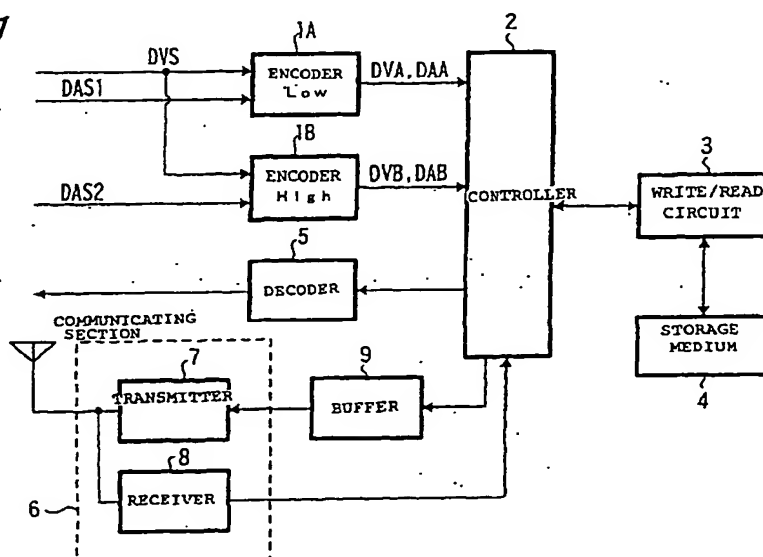 1A
2
DVS
ENCODER
Low
DVA, DAA
DAS1
1B
3
ENCODER
High
DVB, DAB
CONTROLLER
WRITE/READ
CIRCUIT
DAS2
5
DECODER
COMMUNICATING
SECTION
STORAGE
MEDIUM
4
7
9
TRANSMITTER
BUFFER
8
RECEIVER
6